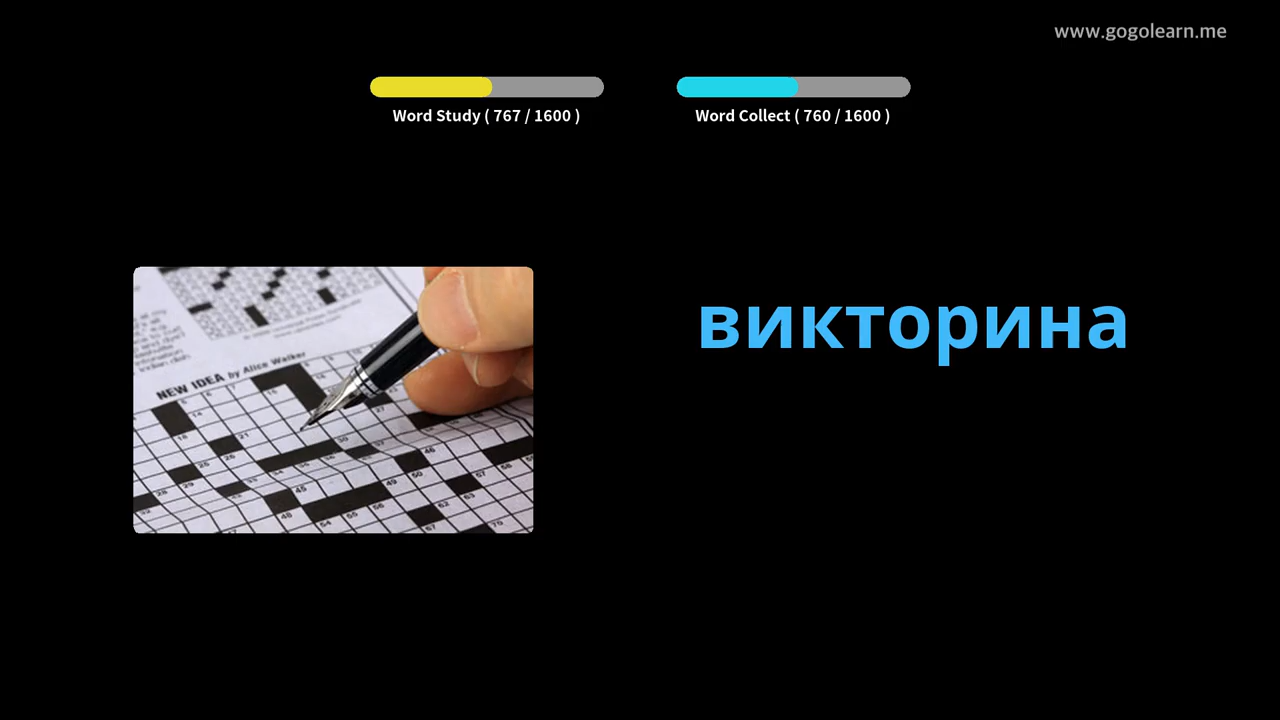 www.gogolearn.me
Word Study ( 767 / 1600 )
Word Collect ( 760 / 1600 )
викторина
NEW IDEA by Alice Walker